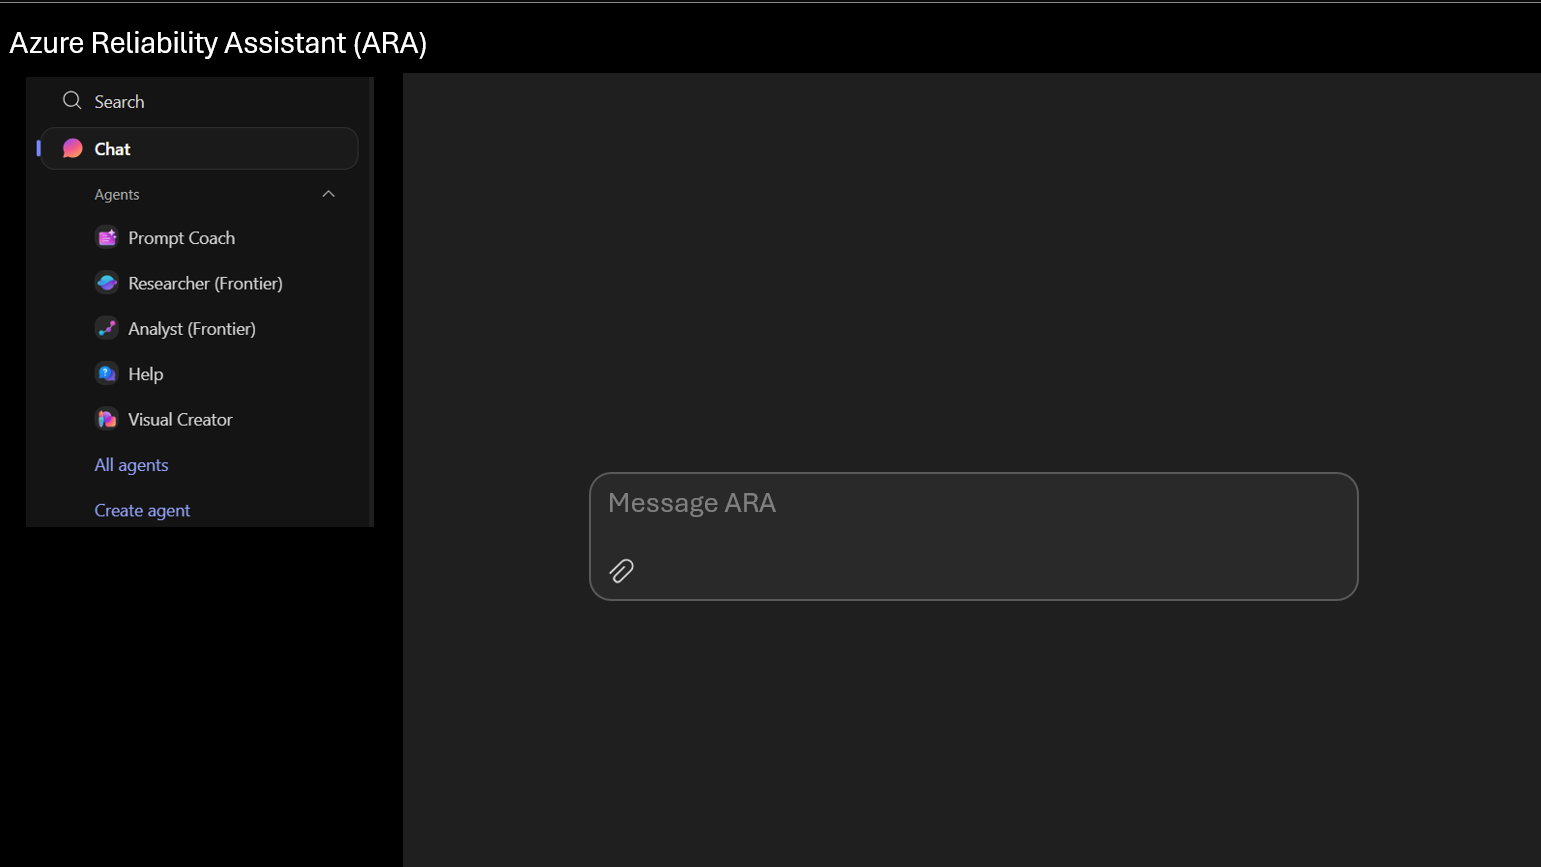 Azure Reliability Assistant (ARA)
Search
Chat
Agents
Prompt Coach
Researcher (Frontier)
Analyst (Frontier)
Help
Visual Creator
All agents
Create agent
Message ARA